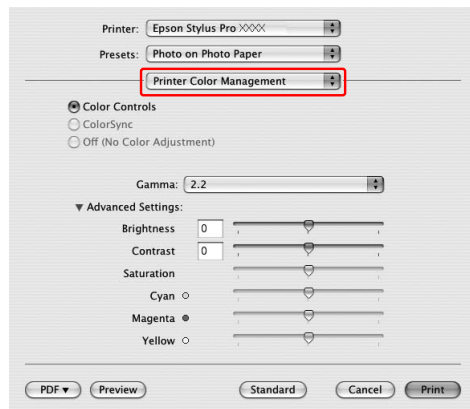 Printer: Epson Stylus Pro XXXX
Presets: Photo on Photo Paper
Printer Color Management
Color Controls
ColorSync
Off (No Color Adjustment)
Gamma: 2.2
Advanced Settings:
Brightness 0
Contrast 0
Saturation
Cyan
Magenta
Yellow
PDF Preview Standard Cancel Print